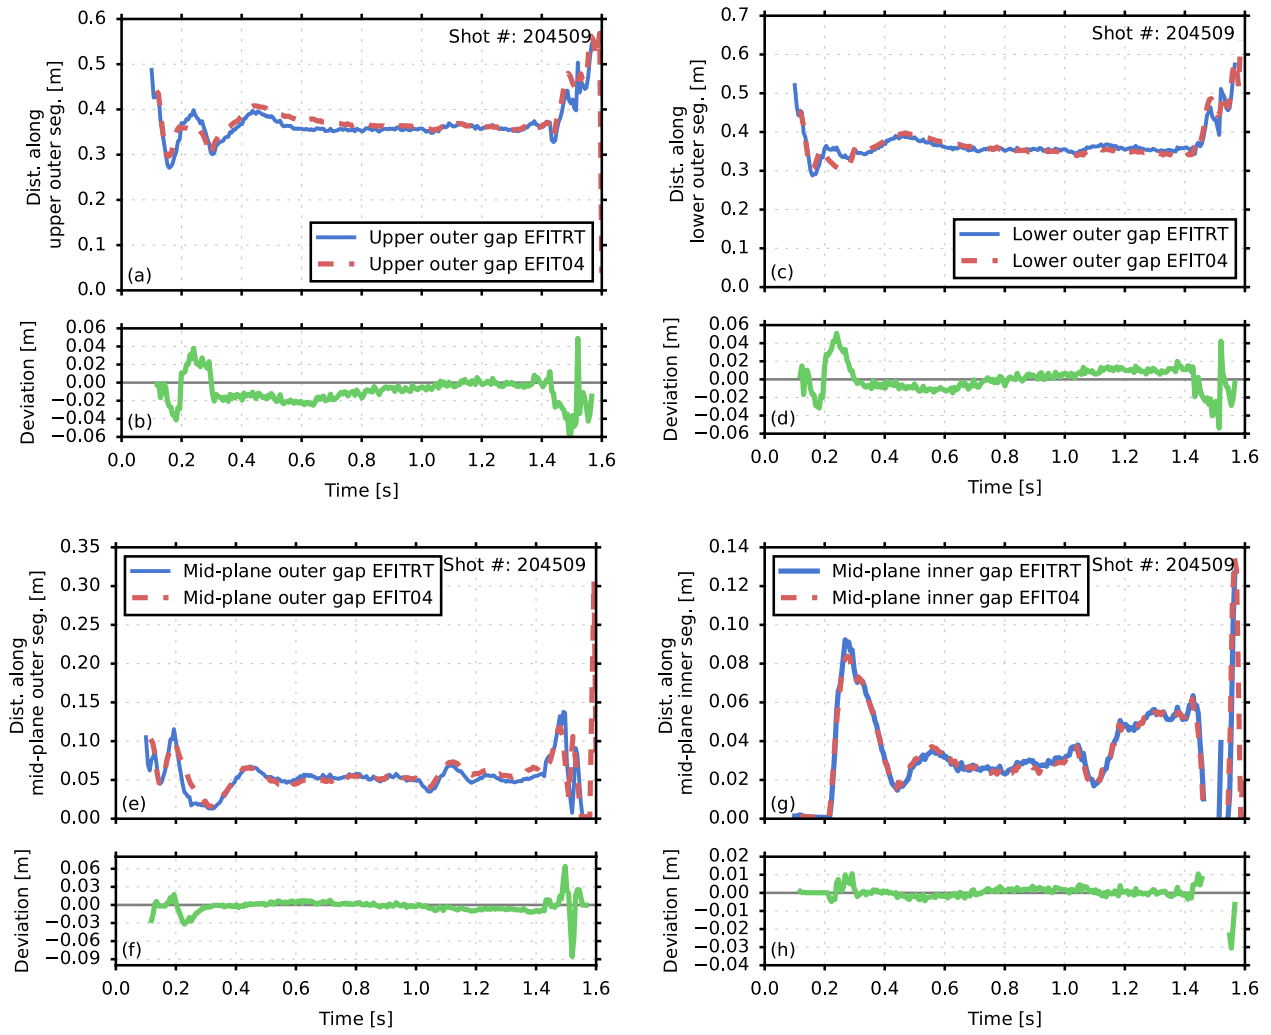 Dist. along
upper outer seg. [m]
0.6
0.5
0.4
0.3
0.2
0.1
0.0
Shot #: 204509
Upper outer gap EFITRT
Upper outer gap EFIT04
(a)
Deviation [m]
0.06
0.04
0.02
0.00
−0.02
−0.04
−0.06
(b)
0.0 0.2 0.4 0.6 0.8 1.0 1.2 1.4 1.6
Time [s]
Dist. along
lower outer seg. [m]
0.7
0.6
0.5
0.4
0.3
0.2
0.1
0.0
Shot #: 204509
Lower outer gap EFITRT
Lower outer gap EFIT04
(c)
Deviation [m]
0.06
0.04
0.02
0.00
−0.02
−0.04
−0.06
(d)
0.0 0.2 0.4 0.6 0.8 1.0 1.2 1.4 1.6
Time [s]
Dist. along
mid-plane outer seg. [m]
0.35
0.30
0.25
0.20
0.15
0.10
0.05
0.00
Mid-plane outer gap EFITRT
Mid-plane outer gap EFIT04
Shot #: 204509
(e)
Deviation [m]
0.06
0.03
0.00
−0.03
−0.06
−0.09
(f)
0.0 0.2 0.4 0.6 0.8 1.0 1.2 1.4 1.6
Time [s]
Dist. along
mid-plane inner seg. [m]
0.14
0.12
0.10
0.08
0.06
0.04
0.02
0.00
Mid-plane inner gap EFITRT
Mid-plane inner gap EFIT04
Shot #: 204509
(g)
Deviation [m]
0.02
0.01
0.00
−0.01
−0.02
−0.03
−0.04
(h)
0.0 0.2 0.4 0.6 0.8 1.0 1.2 1.4 1.6
Time [s]